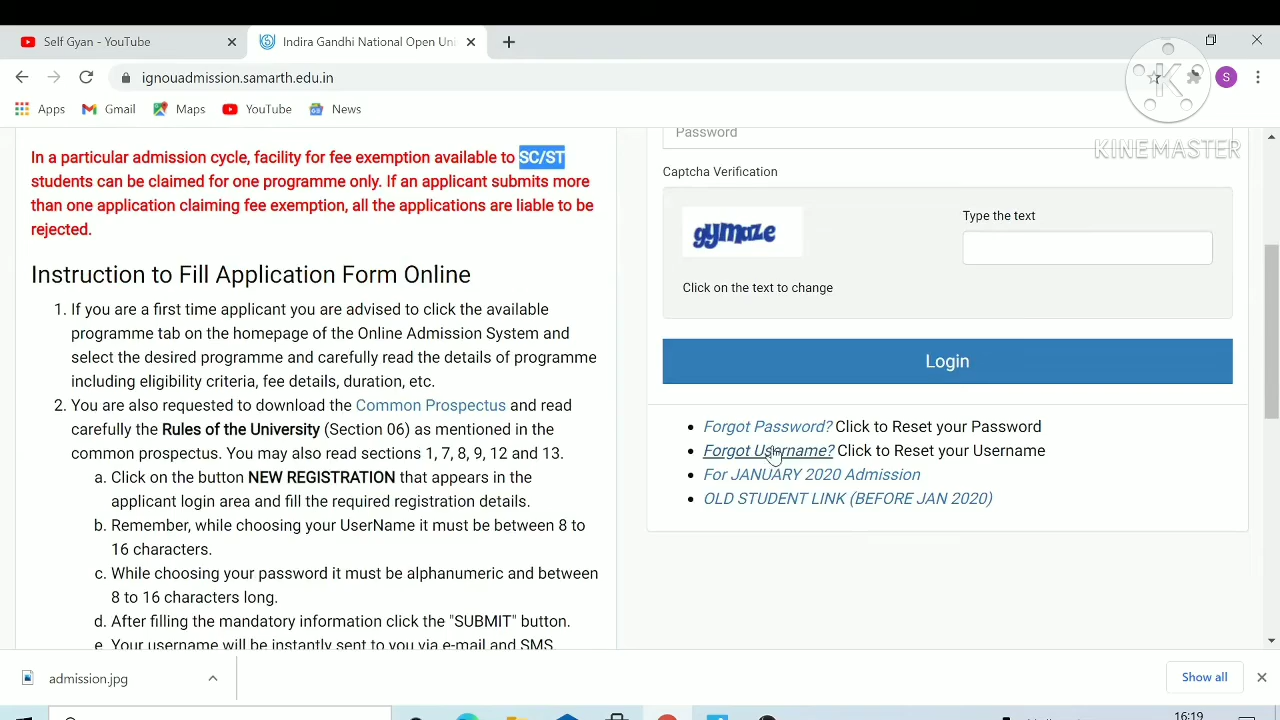 Self Gyan - YouTube
Indira Gandhi National Open Uni
ignouadmission.samarth.edu.in
S
Apps
Gmail
Maps
YouTube
News
K
KINEMASTER
In a particular admission cycle, facility for fee exemption available to SC/ST
students can be claimed for one programme only. If an applicant submits more
than one application claiming fee exemption, all the applications are liable to be
rejected.
Instruction to Fill Application Form Online
1. If you are a first time applicant you are advised to click the available
programme tab on the homepage of the Online Admission System and
select the desired programme and carefully read the details of programme
including eligibility criteria, fee details, duration, etc.
2. You are also requested to download the Common Prospectus and read
carefully the Rules of the University (Section 06) as mentioned in the
common prospectus. You may also read sections 1, 7, 8, 9, 12 and 13.
a. Click on the button NEW REGISTRATION that appears in the
applicant login area and fill the required registration details.
b. Remember, while choosing your UserName it must be between 8 to
16 characters.
c. While choosing your password it must be alphanumeric and between
8 to 16 characters long.
d. After filling the mandatory information click the "SUBMIT" button.
e. Your username will be instantly sent to you via e-mail and SMS.
Password
Captcha Verification
gymaze
Type the text
Click on the text to change
Login
Forgot Password? Click to Reset your Password
Forgot Username? Click to Reset your Username
For JANUARY 2020 Admission
OLD STUDENT LINK (BEFORE JAN 2020)
admission.jpg
Show all
16:19